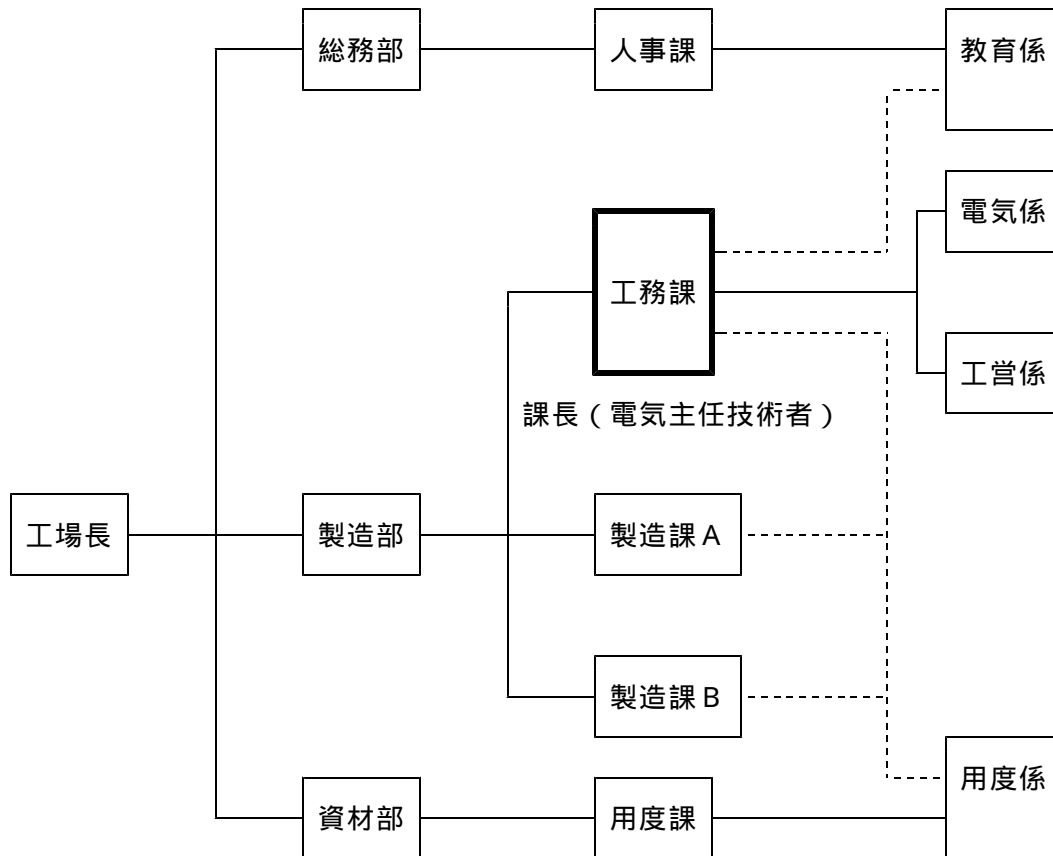 総務部
人事課
教育係
電気係
工務課
工営係
課長（電気主任技術者）
工場長
製造部
製造課A
製造課B
用度係
資材部
用度課